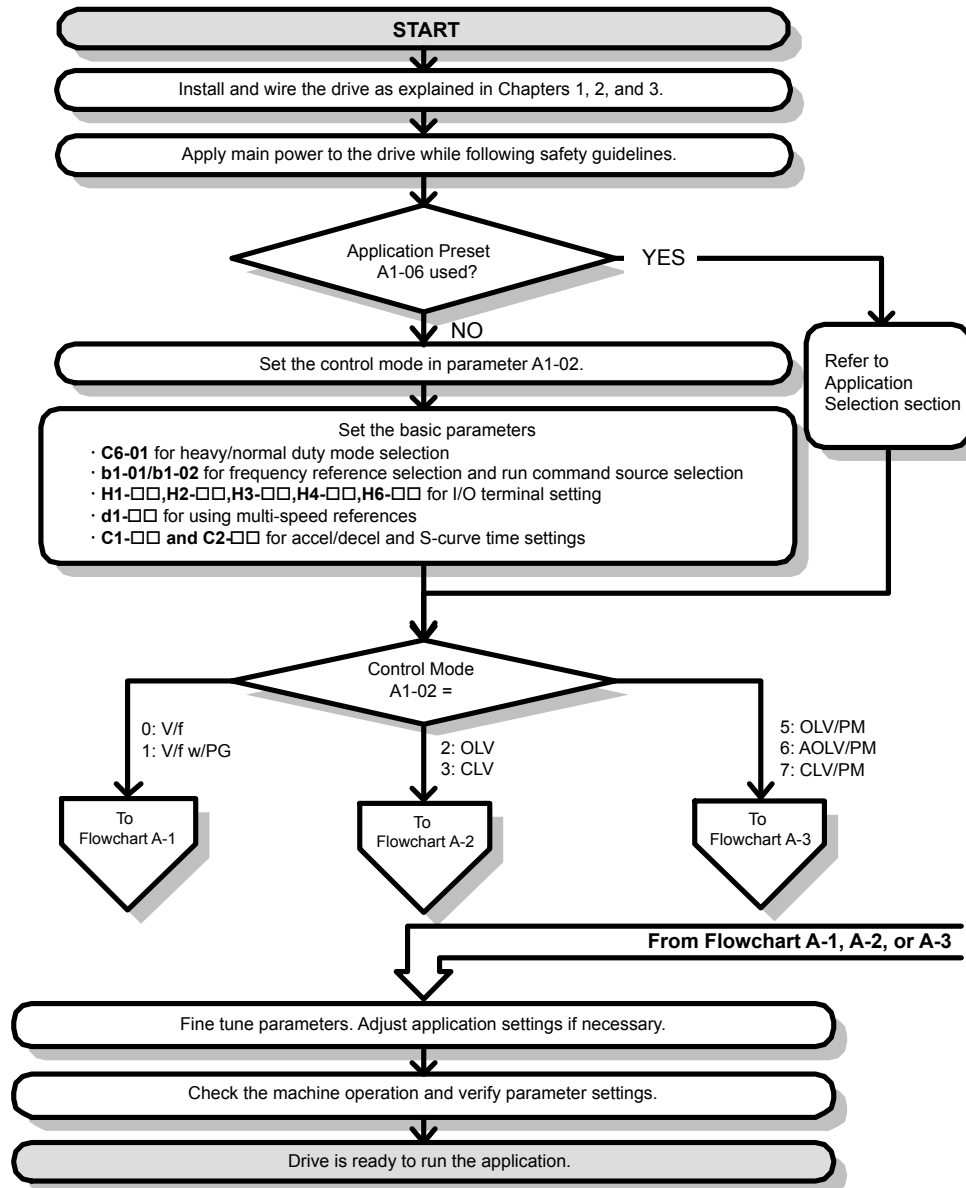 START
Install and wire the drive as explained in Chapters 1, 2, and 3.
Apply main power to the drive while following safety guidelines.
Application Preset
A1-06 used?
YES
NO
Set the control mode in parameter A1-02.
Refer to
Application
Selection section
Set the basic parameters
· C6-01 for heavy/normal duty mode selection
· b1-01/b1-02 for frequency reference selection and run command source selection
· H1-□□,H2-□□,H3-□□,H4-□□,H6-□□ for I/O terminal setting
· d1-□□ for using multi-speed references
· C1-□□ and C2-□□ for accel/decel and S-curve time settings
Control Mode
A1-02 =
0: V/f
1: V/f w/PG
2: OLV
3: CLV
5: OLV/PM
6: AOLV/PM
7: CLV/PM
To
Flowchart A-1
To
Flowchart A-2
To
Flowchart A-3
From Flowchart A-1, A-2, or A-3
Fine tune parameters. Adjust application settings if necessary.
Check the machine operation and verify parameter settings.
Drive is ready to run the application.